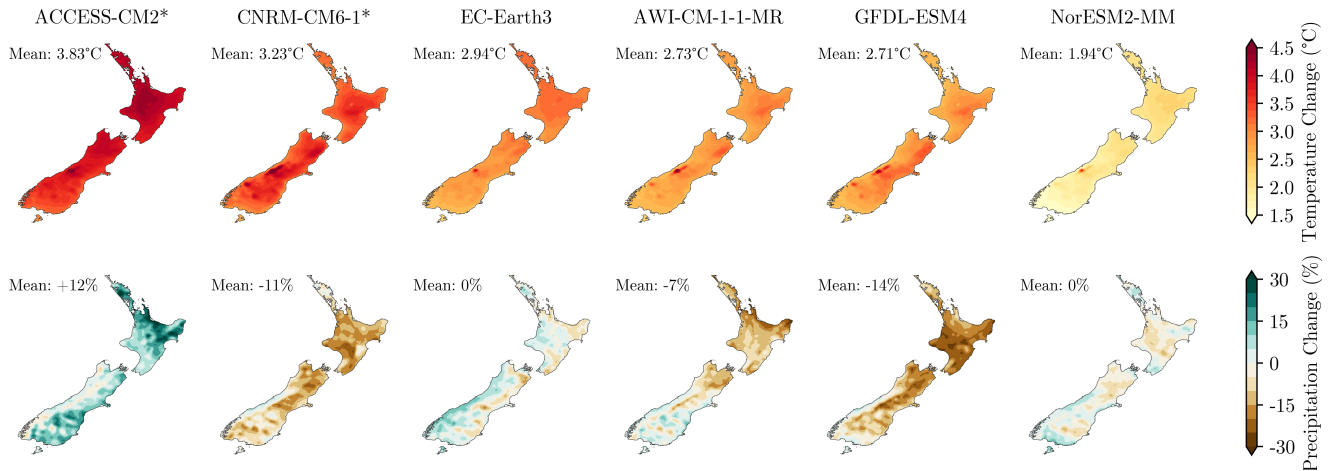 ACCESS-CM2*
CNRM-CM6-1*
EC-Earth3
AWI-CM-1-1-MR
GFDL-ESM4
NorESM2-MM
Mean: 3.83°C
Mean: 3.23°C
Mean: 2.94°C
Mean: 2.73°C
Mean: 2.71°C
Mean: 1.94°C
4.5
4.0
3.5
3.0
2.5
2.0
1.5
Temperature Change (°C)
Mean: +12%
Mean: -11%
Mean: 0%
Mean: -7%
Mean: -14%
Mean: 0%
30
15
0
-15
-30
Precipitation Change (%)